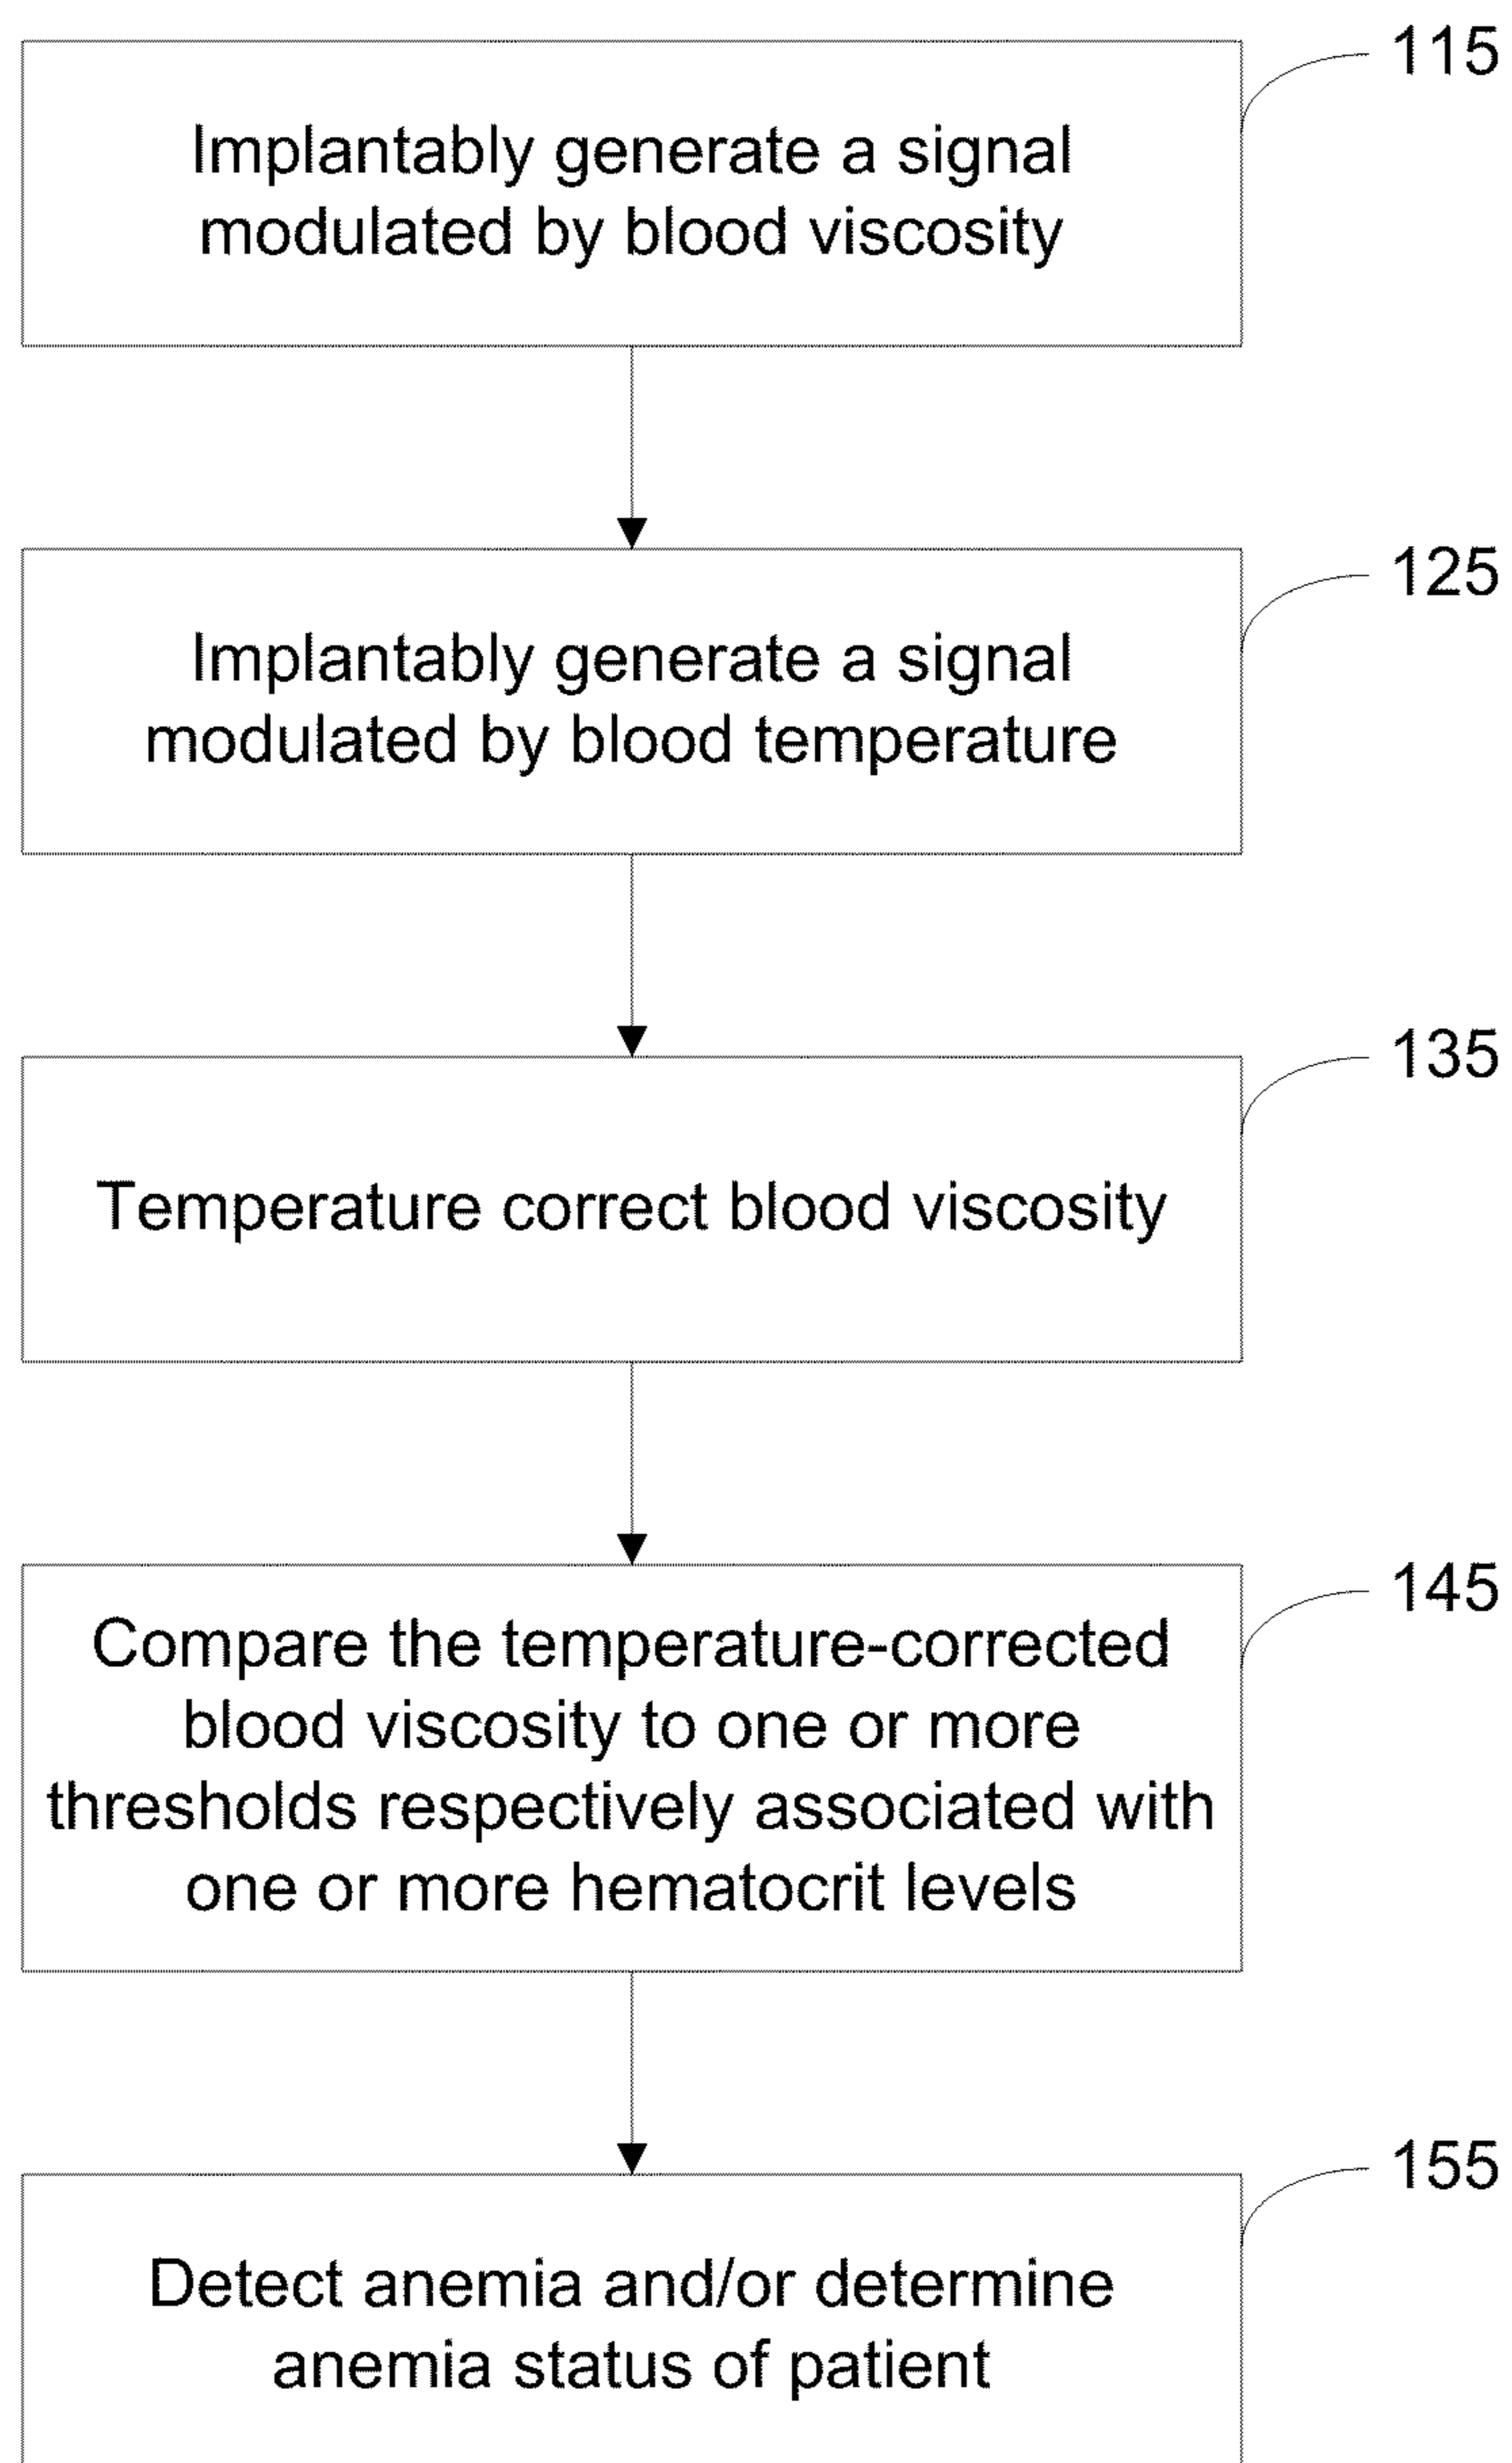 115
Implantably generate a signal
modulated by blood viscosity
125
Implantably generate a signal
modulated by blood temperature
135
Temperature correct blood viscosity
145
Compare the temperature-corrected
blood viscosity to one or more
thresholds respectively associated with
one or more hematocrit levels
155
Detect anemia and/or determine
anemia status of patient